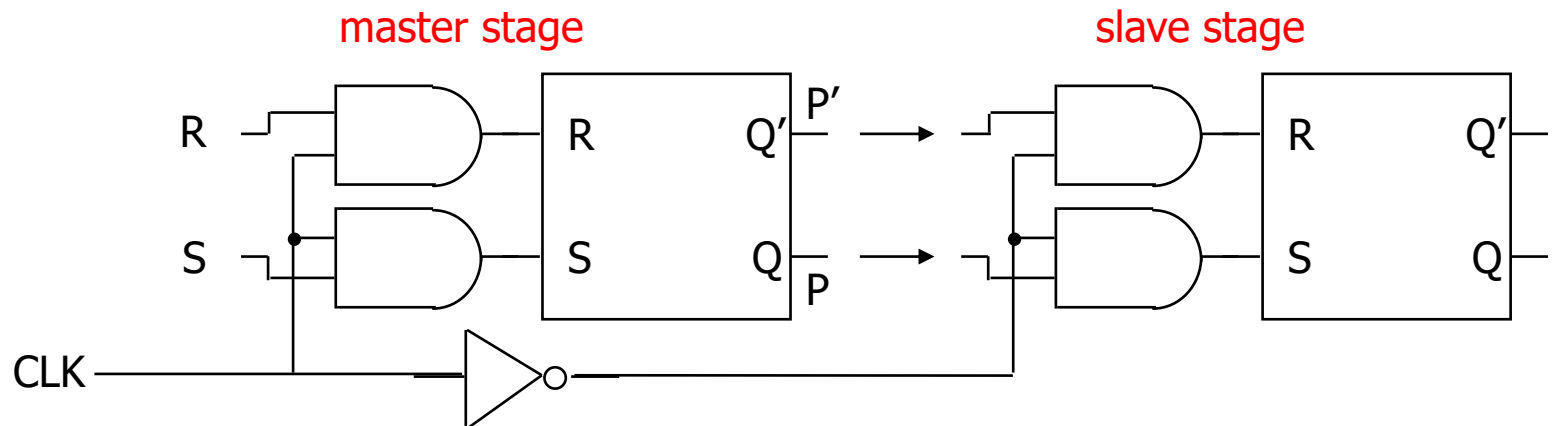 master stage slave stage
P’
R R Q’ R Q’
S S Q S Q
P
CLK